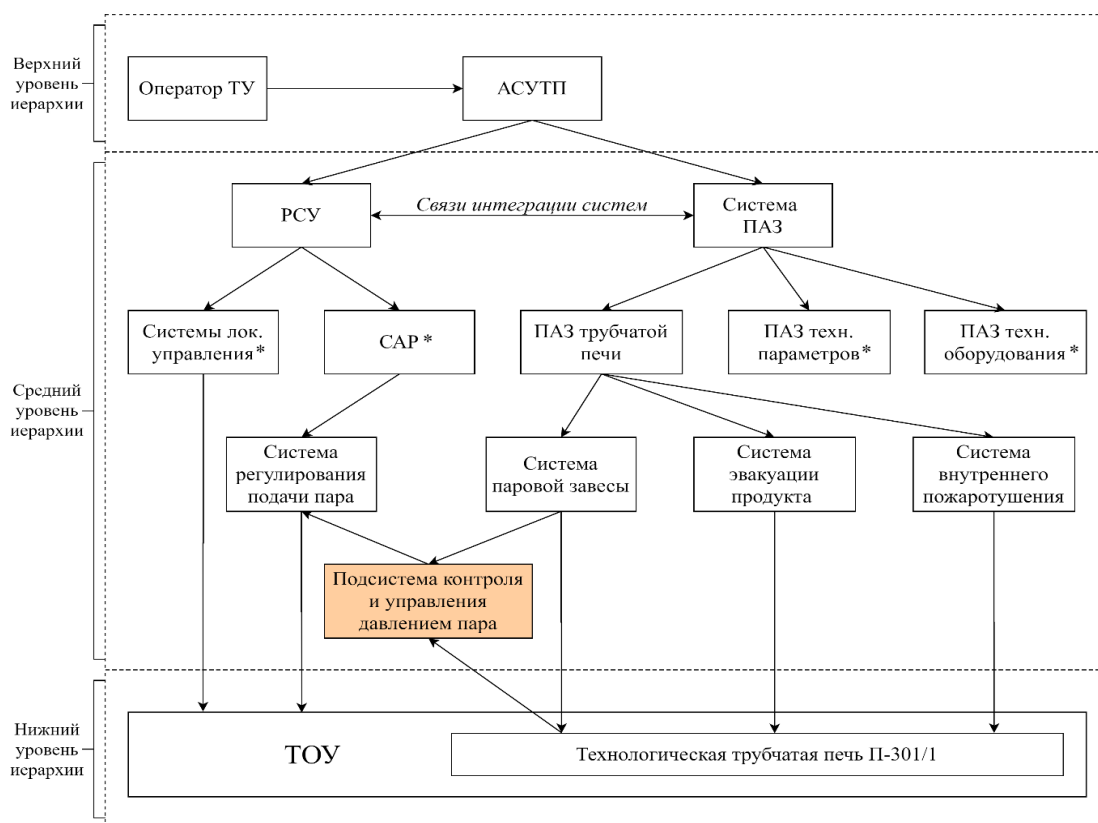 Верхний
уровень
иерархии
Оператор ТУ
АСУТП
РСУ
Связи интеграции систем
Система
ПАЗ
Системы лок.
управления*
САР *
ПАЗ трубчатой
печи
ПАЗ техн.
параметров*
ПАЗ техн.
оборудования*
Средний
уровень
иерархии
Система
регулирования
подачи пара
Система
паровой завесы
Система
эвакуации
продукта
Система
внутреннего
пожаротушения
Подсистема контроля
и управления
давлением пара
Нижний
уровень
иерархии
ТОУ
Технологическая трубчатая печь П-301/1